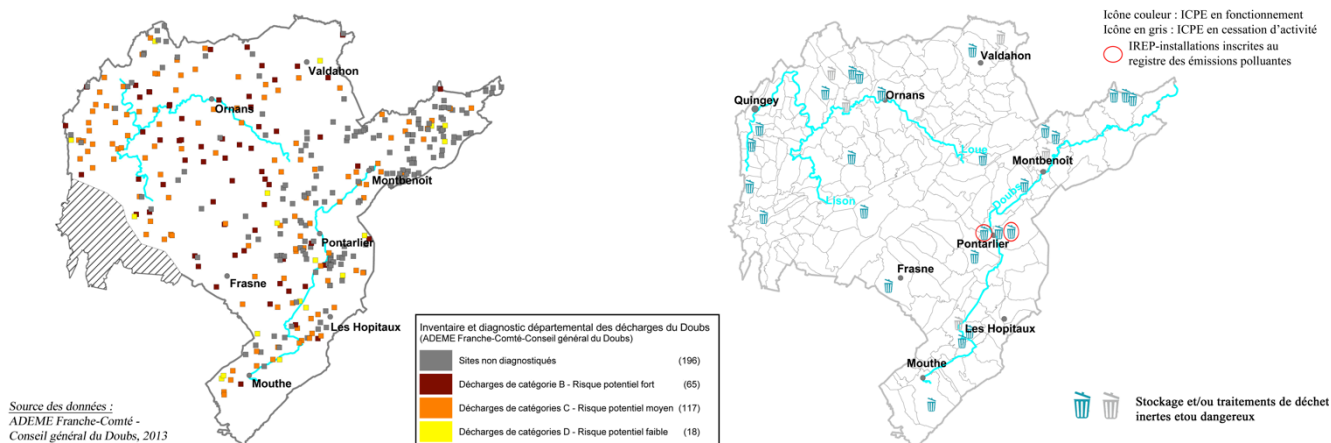 Valdahon
Ornans
Montbenoît
Pontarlier
Frasne
Les Hopitaux
Mouthe
Source des données :
ADEME Franche-Comté -
Conseil général du Doubs, 2013
Inventaire et diagnostic départemental des décharges du Doubs
(ADEME Franche-Comté-Conseil général du Doubs)
Sites non diagnostiqués (196)
Décharges de catégorie B - Risque potentiel fort (65)
Décharges de catégories C - Risque potentiel moyen (117)
Décharges de catégories D - Risque potentiel faible (18)
Icône couleur : ICPE en fonctionnement
Icône en gris : ICPE en cessation d'activité
IREP-installations inscrites au
registre des émissions polluantes
Valdahon
Quingey
Ornans
Loue
Montbenoît
Lison
Doubs
Pontarlier
Frasne
Les Hopitaux
Mouthe
Stockage et/ou traitements de déchet
inertes etou dangereux